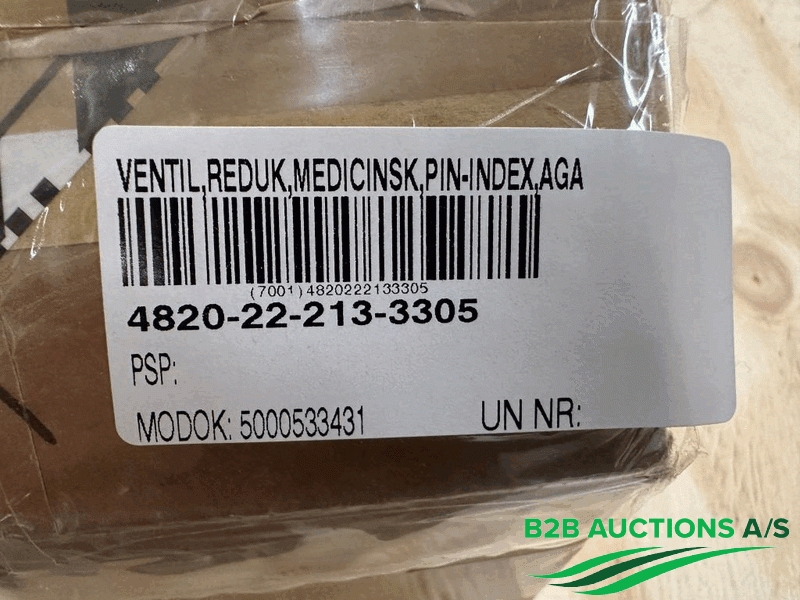 VENTIL,REDUK,MEDICINSK,PIN-INDEX,AGA
(7001)4820222133305
4820-22-213-3305
PSP:
MODOK: 5000533431
UN NR:
B2B AUCTIONS A/S